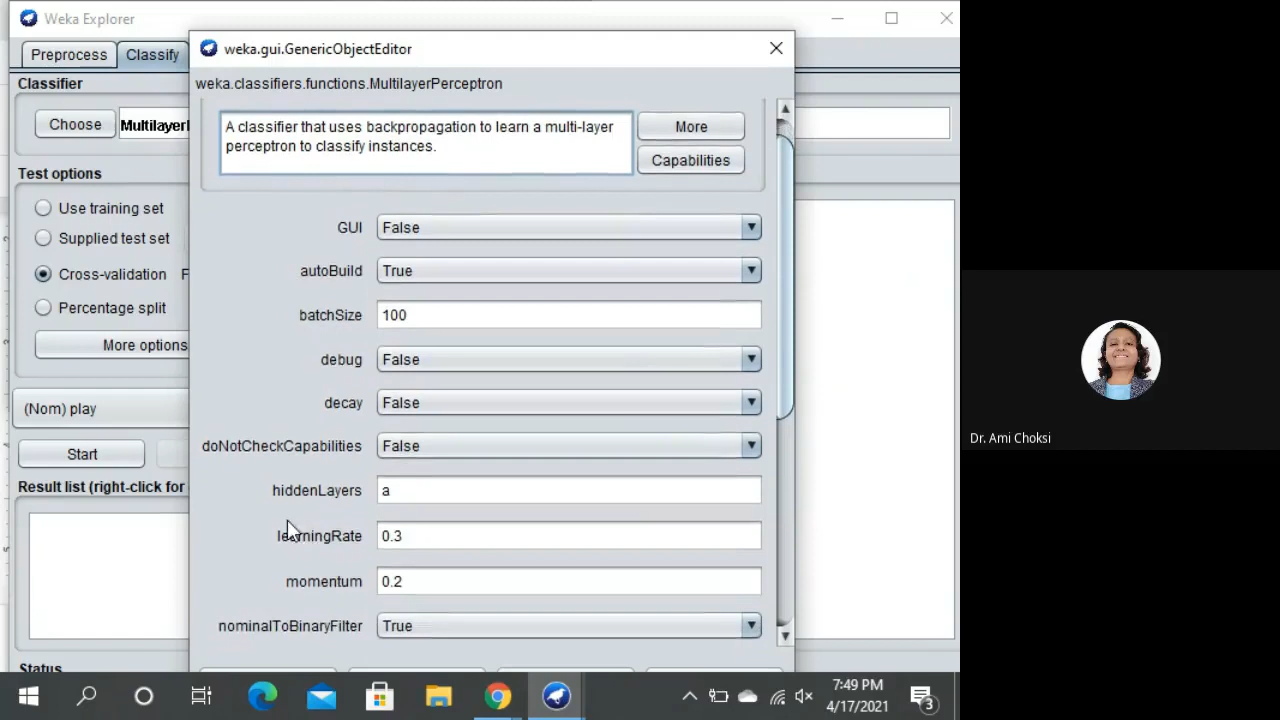 Weka Explorer
weka.gui.GenericObjectEditor
Preprocess
Classify
weka.classifiers.functions.MultilayerPerceptron
Classifier
Choose
Multilayer
A classifier that uses backpropagation to learn a multi-layer
perceptron to classify instances.
More
Capabilities
Test options
Use training set
Supplied test set
Cross-validation F
Percentage split
More options
(Nom) play
Start
Result list (right-click for
Status
GUI False
autoBuild True
batchSize 100
debug False
decay False
doNotCheckCapabilities False
hiddenLayers a
learningRate 0.3
momentum 0.2
nominalToBinaryFilter True
Dr. Ami Choksi
7:49 PM
4/17/2021
3